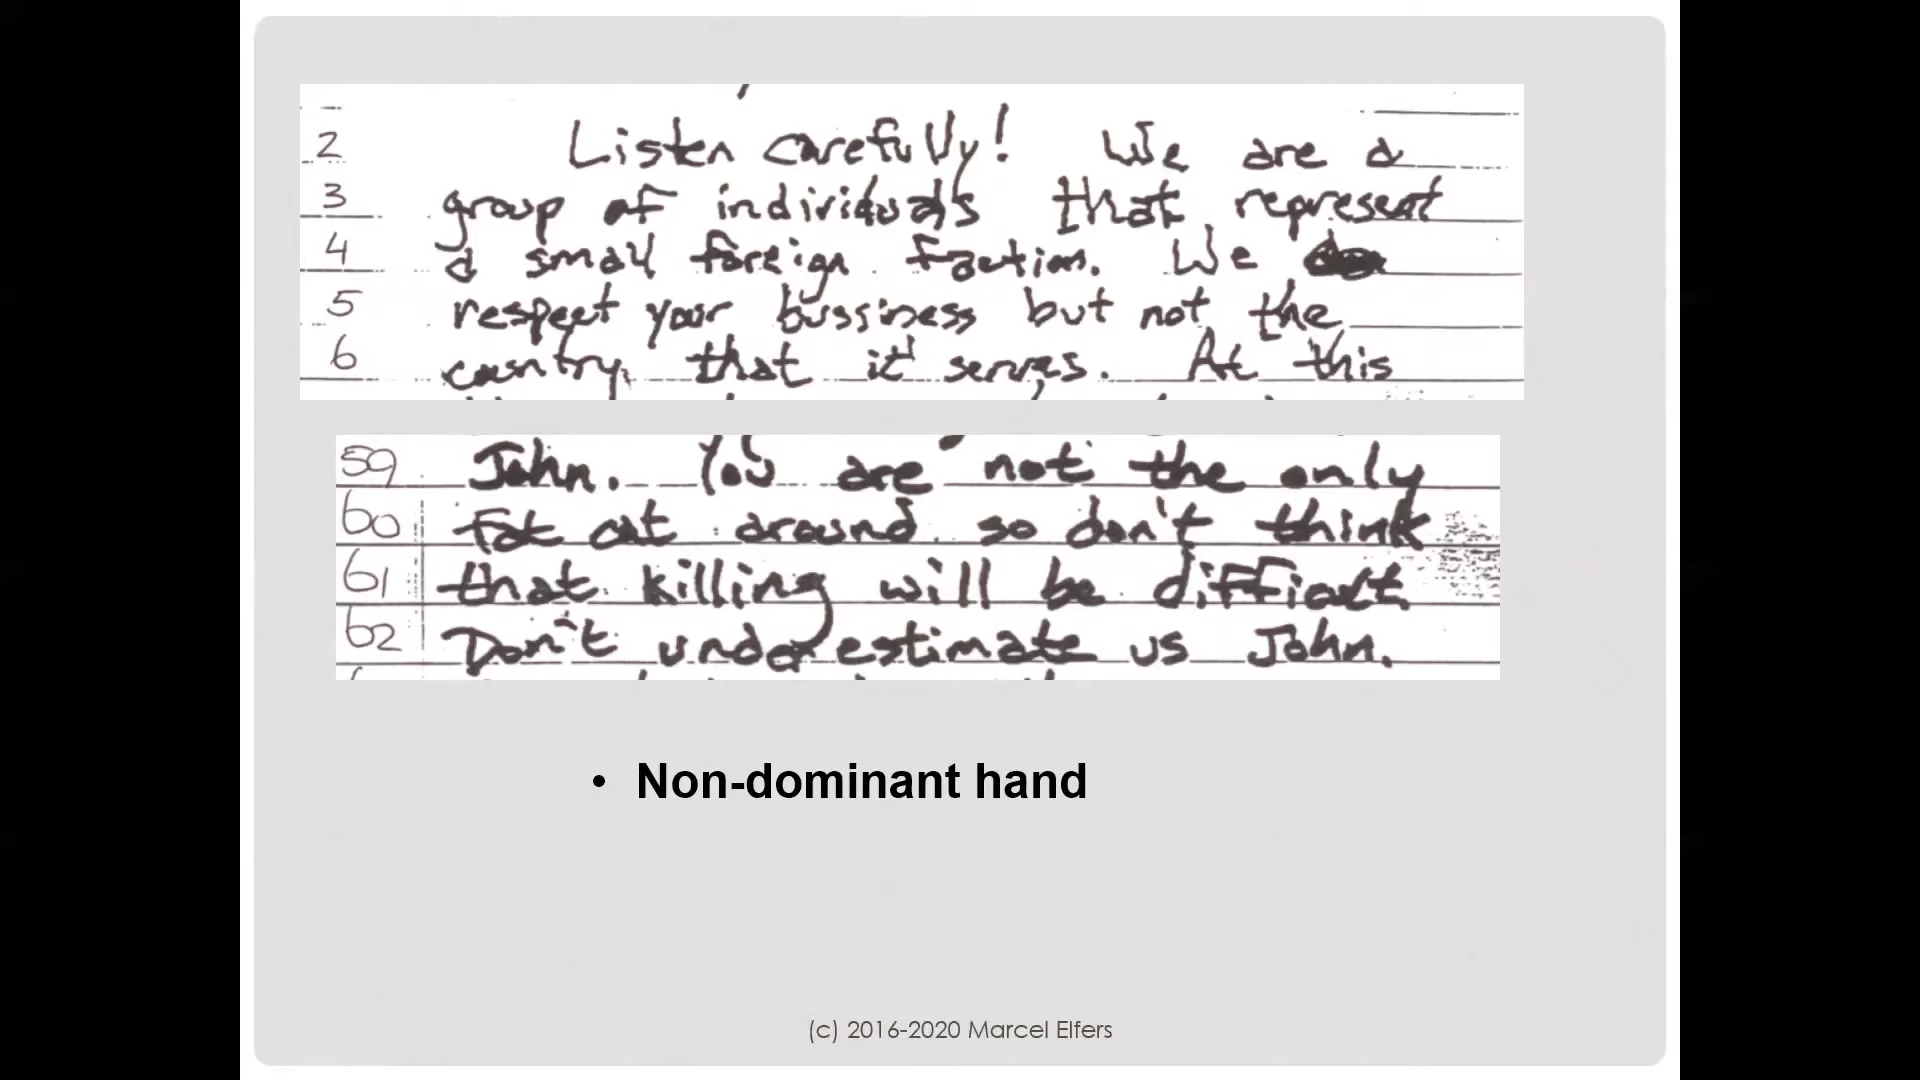 2 Listen carefully! We are a
3 group of individuals that represent
4 a small foreign faction. We
5 respect your bussiness but not the
6 country that it serves. At this
59 John. You are not the only
60 fat cat around so don't think
61 that killing will be difficult.
62 Don't underestimate us John.
• Non-dominant hand
(c) 2016-2020 Marcel Elfers